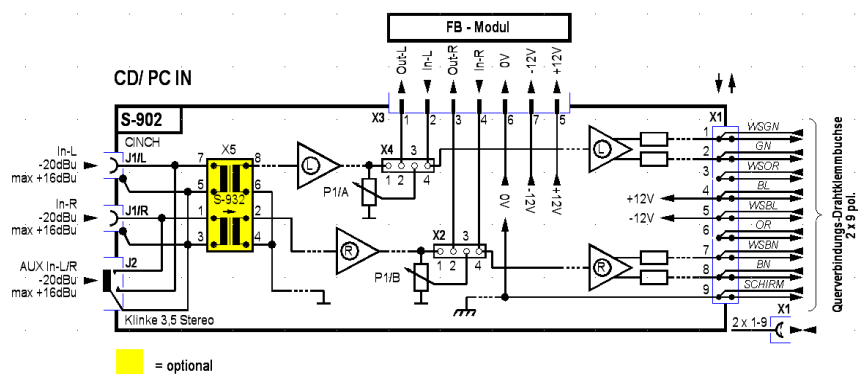 FB - Modul
Out-L
In-L
Out-R
In-R
0V
-12V
+12V
CD/ PC IN
S-902
X3
1 2 3 4 6 7 5
X1
CINCH
In-L
-20dBu
max +16dBu
J1/L
X5
7 8
5 6
S-932
1 2
3 4
L
X4
3
1 2 4
P1/A
In-R
-20dBu
max +16dBu
J1/R
R
X2
3
1 2 4
P1/B
AUX In-L/R
-20dBu
max +16dBu
J2
Klinke 3,5 Stereo
0V
-12V
+12V
L
R
+12V
-12V
1 WSGN
2 GN
3 WSOR
4 BL
5 WSBL
6 OR
7 WSBN
8 BN
9 SCHIRM
Querverbindungs-Drahtklemmbuchse
2 x 9 pol.
X1
2 x 1-9
= optional